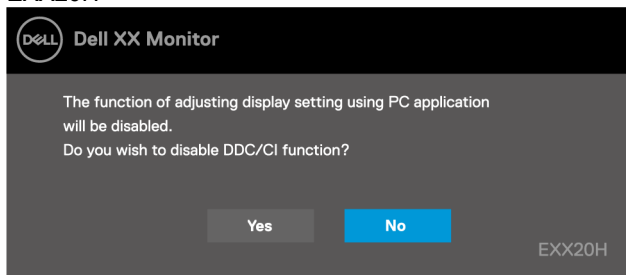 DELL Dell XX Monitor
The function of adjusting display setting using PC application
will be disabled.
Do you wish to disable DDC/CI function?
Yes No
EXX20H